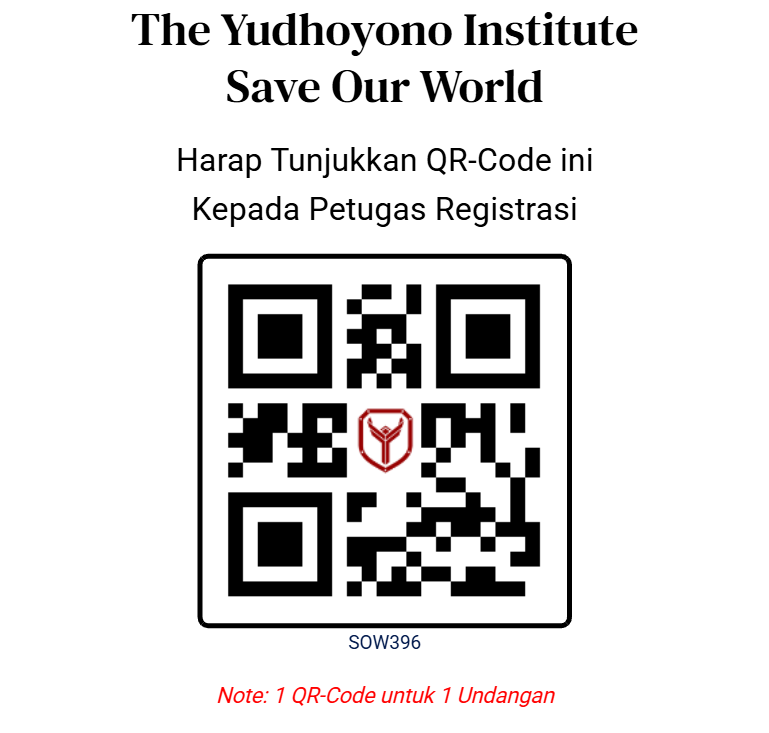 The Yudhoyono Institute
Save Our World
Harap Tunjukkan QR-Code ini
Kepada Petugas Registrasi
SOW396
Note: 1 QR-Code untuk 1 Undangan